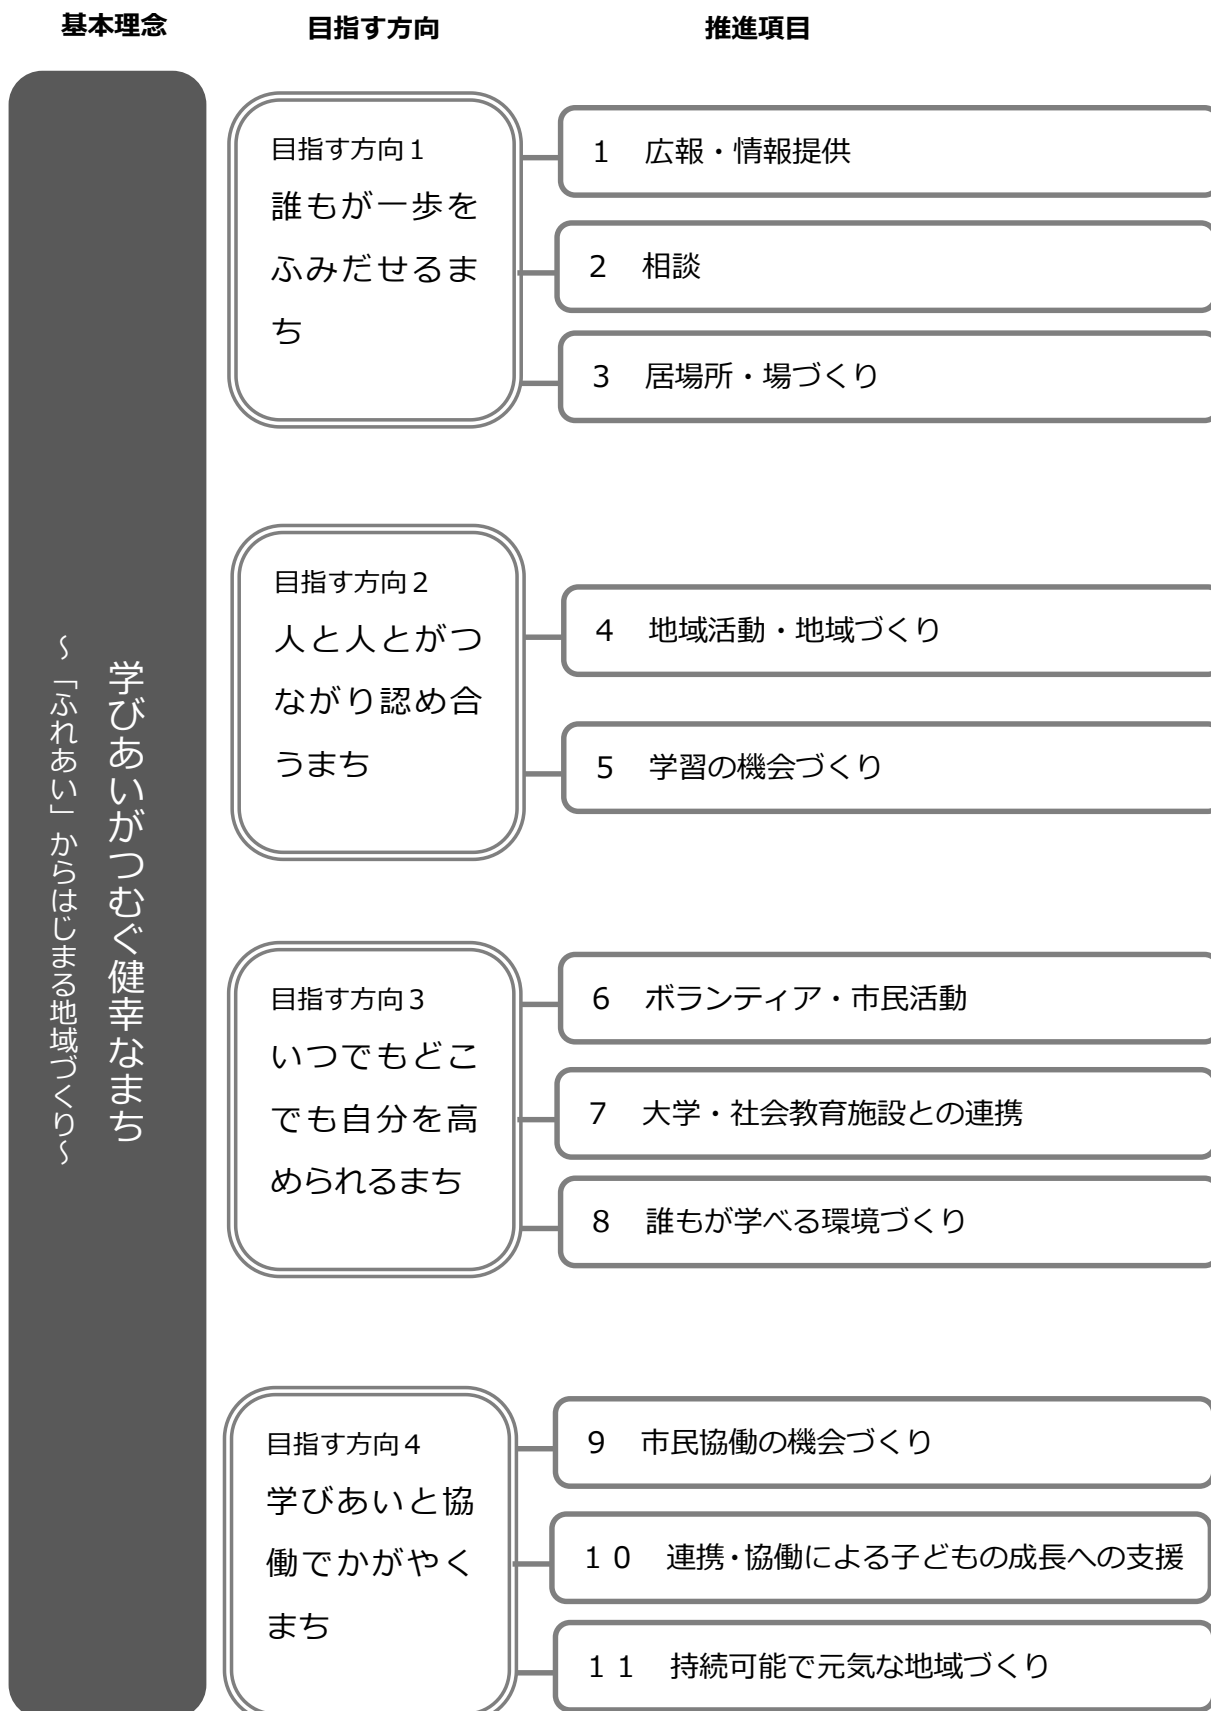 基本理念
目指す方向
推進項目
学びあいがつむぐ健幸なまち
～「ふれあい」からはじまる地域づくり～
目指す方向１
誰もが一歩を
ふみだせるま
ち
１　広報・情報提供
２　相談
３　居場所・場づくり
目指す方向２
人と人とがつ
ながり認め合
うまち
４　地域活動・地域づくり
５　学習の機会づくり
目指す方向３
いつでもどこ
でも自分を高
められるまち
６　ボランティア・市民活動
７　大学・社会教育施設との連携
８　誰もが学べる環境づくり
目指す方向４
学びあいと協
働でかがやく
まち
９　市民協働の機会づくり
１０　連携・協働による子どもの成長への支援
１１　持続可能で元気な地域づくり